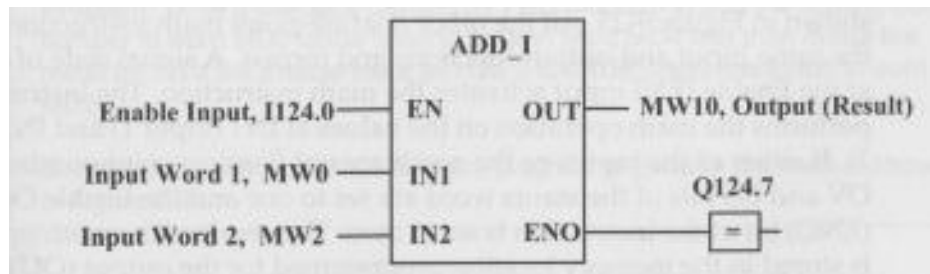 ADD_I
Enable Input, I124.0 EN OUT MW10, Output (Result)
Input Word 1, MW0 IN1
Q124.7
Input Word 2, MW2 IN2 ENO =